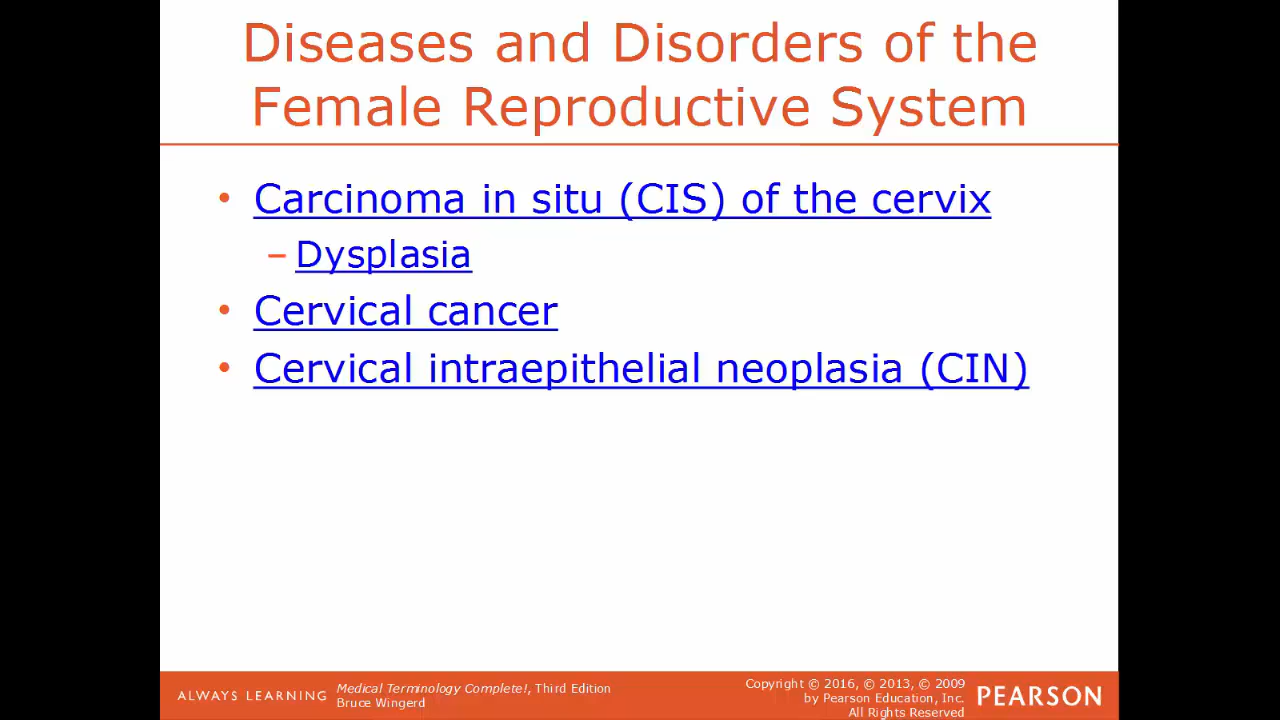 Diseases and Disorders of the
Female Reproductive System
• Carcinoma in situ (CIS) of the cervix
– Dysplasia
• Cervical cancer
• Cervical intraepithelial neoplasia (CIN)
ALWAYS LEARNING
Medical Terminology Complete!, Third Edition
Bruce Wingerd
Copyright © 2016, © 2013, © 2009
by Pearson Education, Inc.
All Rights Reserved
PEARSON